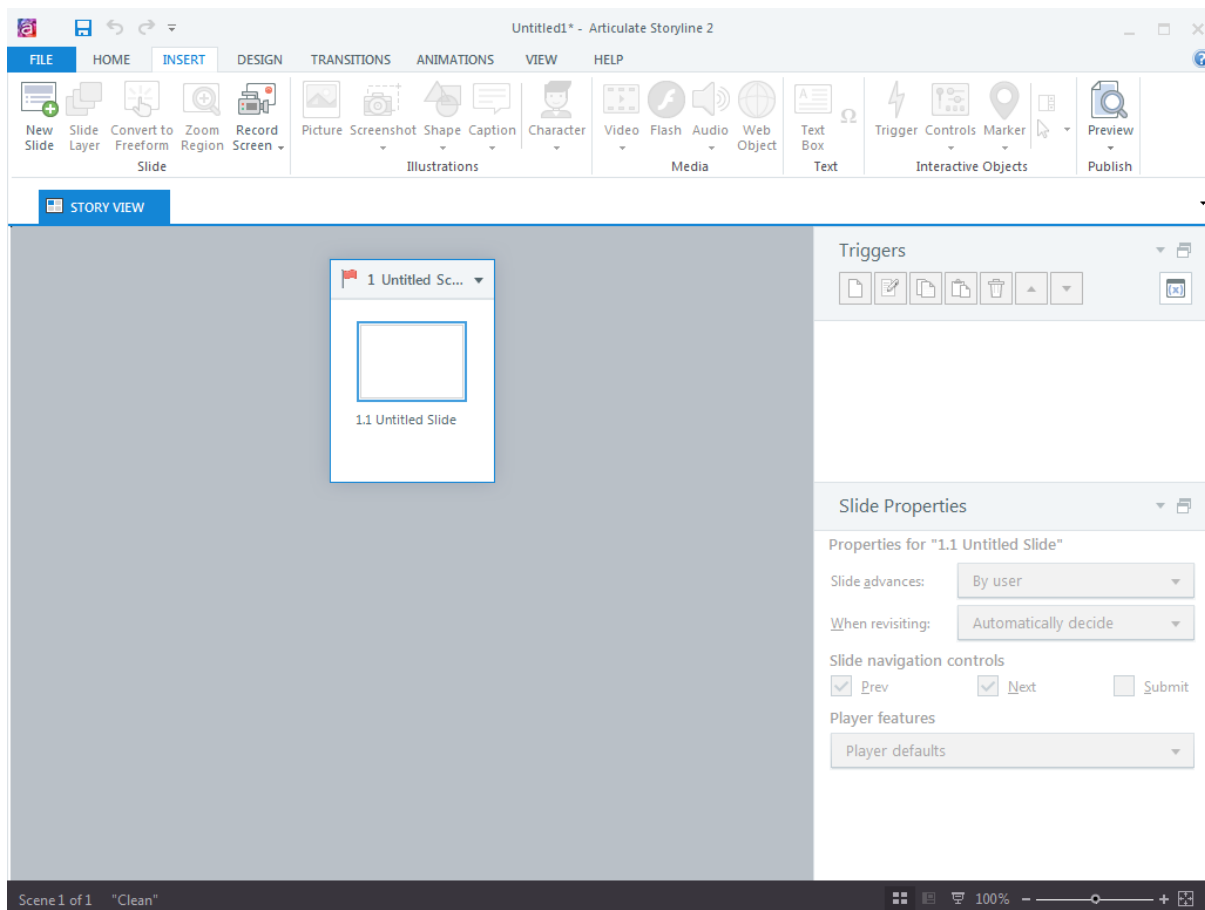 Untitled1* - Articulate Storyline 2
FILE HOME INSERT DESIGN TRANSITIONS ANIMATIONS VIEW HELP
New Slide
Slide Layer
Convert to Freeform
Zoom Region
Record Screen
Slide
Picture
Screenshot
Shape
Caption
Character
Illustrations
Video
Flash
Audio
Web Object
Media
Text Box
Ω
Text
Trigger
Controls
Marker
Interactive Objects
Preview
Publish
STORY VIEW
1 Untitled Sc...
1.1 Untitled Slide
Triggers
(x)
Slide Properties
Properties for "1.1 Untitled Slide"
Slide advances: By user
When revisiting: Automatically decide
Slide navigation controls
Prev Next Submit
Player features
Player defaults
Scene 1 of 1 "Clean" 100%